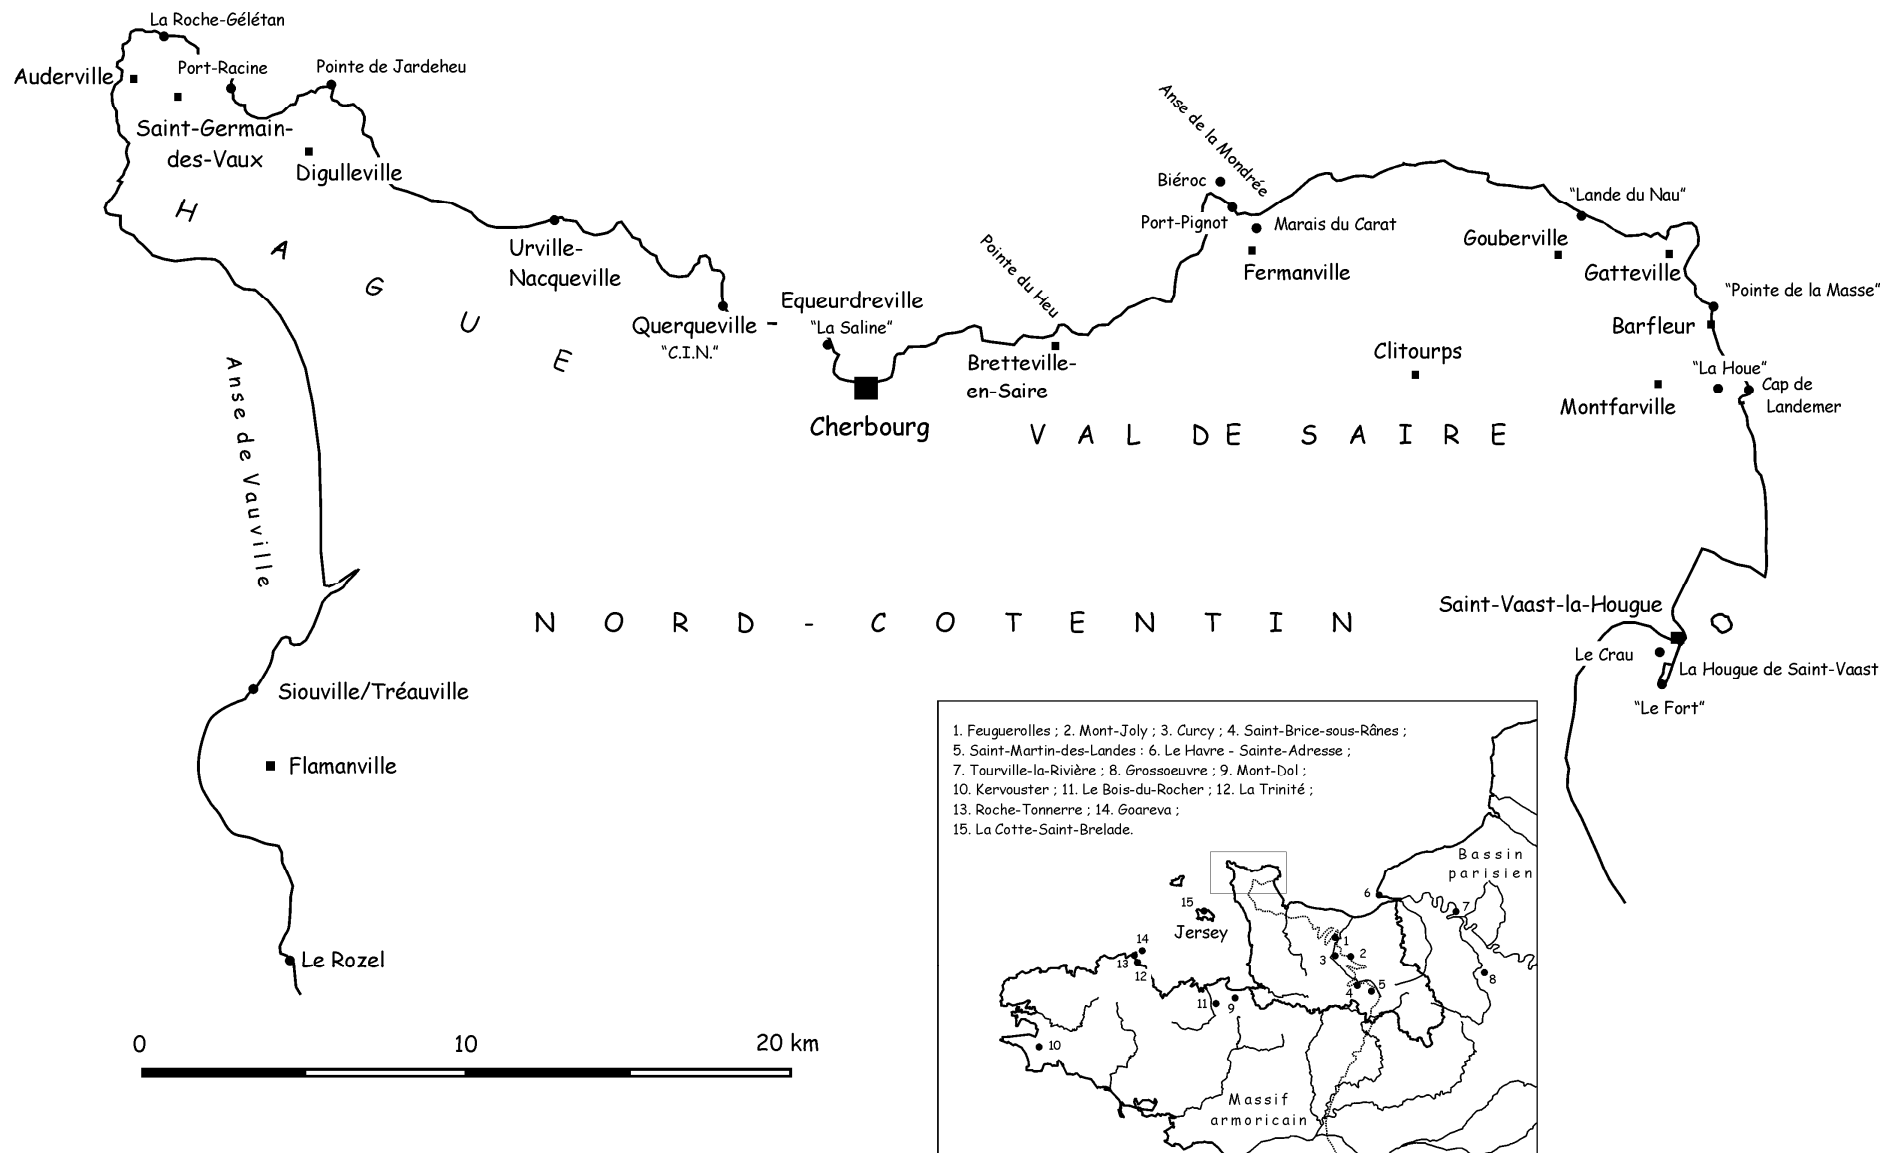 La Roche-Gélétan
Auderville
Port-Racine
Pointe de Jardeheu
Saint-Germain-
des-Vaux
Digulleville
H A G U E
Urville-
Nacqueville
Querqueville -
"C.I.N."
Equeurdreville
"La Saline"
Cherbourg
Pointe du Heu
Bretteville-
en-Saire
Anse de la Mondrée
Biéroc
Port-Pignot
Marais du Carat
Fermanville
"Lande du Nau"
Gouberville
Gatteville
"Pointe de la Masse"
Barfleur
Clitourps
"La Houe"
Cap de
Landemer
Montfarville
VAL DE SAIRE
Anse de Vauville
NORD-COTENTIN
Saint-Vaast-la-Hougue
Le Crau
La Hougue de Saint-Vaast
"Le Fort"
Siouville/Tréauville
Flamanville
Le Rozel
0 10 20 km
1. Feuguerolles ; 2. Mont-Joly ; 3. Curcy ; 4. Saint-Brice-sous-Rânes ;
5. Saint-Martin-des-Landes : 6. Le Havre - Sainte-Adresse ;
7. Tourville-la-Rivière ; 8. Grossoeuvre ; 9. Mont-Dol ;
10. Kervouster ; 11. Le Bois-du-Rocher ; 12. La Trinité ;
13. Roche-Tonnerre ; 14. Goareva ;
15. La Cotte-Saint-Brelade.
Bassin
parisien
6
7
15
Jersey
14
13
12
1
3
2
8
4
5
11
9
10
Massif
armoricain